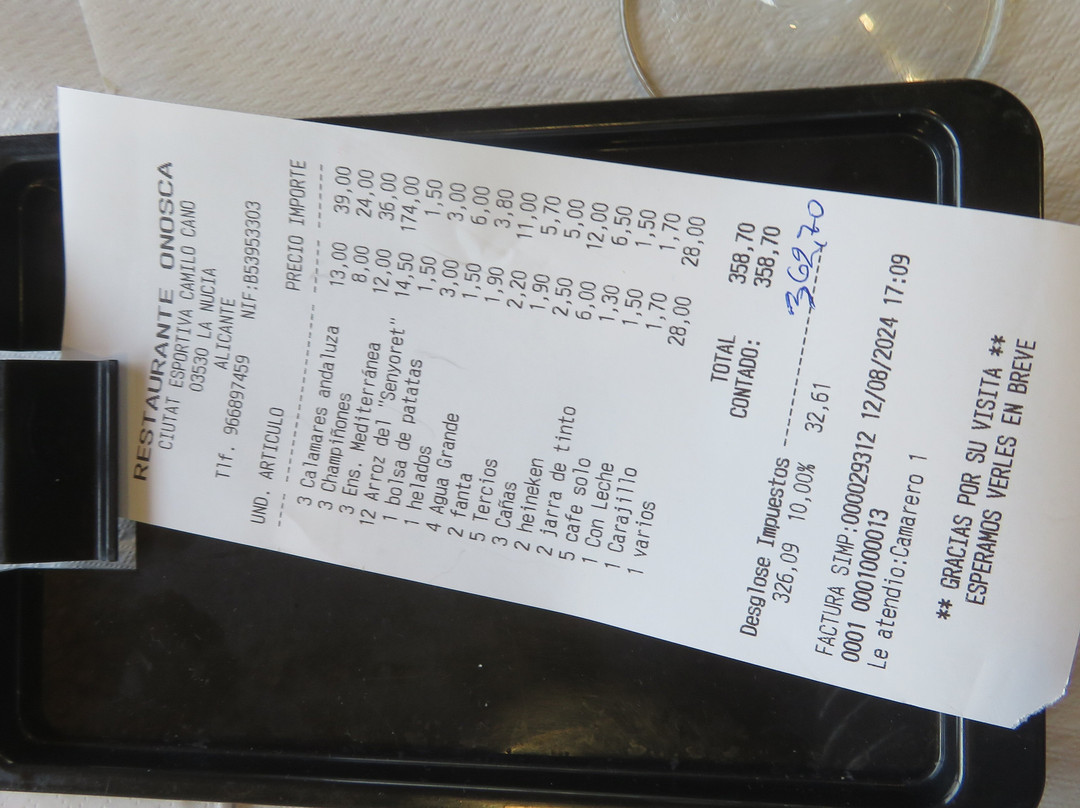 RESTAURANTE ONOSCA
CIUTAT ESPORTIVA CAMILO CANO
03530 LA NUCIA
ALICANTE
Tlf. 966897459 NIF:B53953303
UND. ARTICULO PRECIO IMPORTE
3 Calamares andaluza 13,00 39,00
3 Champiñones 8,00 24,00
3 Ens. Mediterránea 12,00 36,00
12 Arroz del "Senyoret" 14,50 174,00
1 bolsa de patatas 1,50 1,50
1 helados 3,00 3,00
4 Agua Grande 1,50 6,00
2 fanta 1,90 3,80
5 Tercios 2,20 11,00
3 Cañas 1,90 5,70
2 heineken 2,50 5,00
2 jarra de tinto 6,00 12,00
5 cafe solo 1,30 6,50
1 Con Leche 1,50 1,50
1 Carajillo 1,70 1,70
1 varios 28,00 28,00
TOTAL 358,70
CONTADO: 358,70
362,70
Desglose Impuestos
326,09 10,00% 32,61
FACTURA SIMP:000029312 12/08/2024 17:09
0001 00010000013
Le atendio:Camarero 1
** GRACIAS POR SU VISITA **
ESPERAMOS VERLES EN BREVE